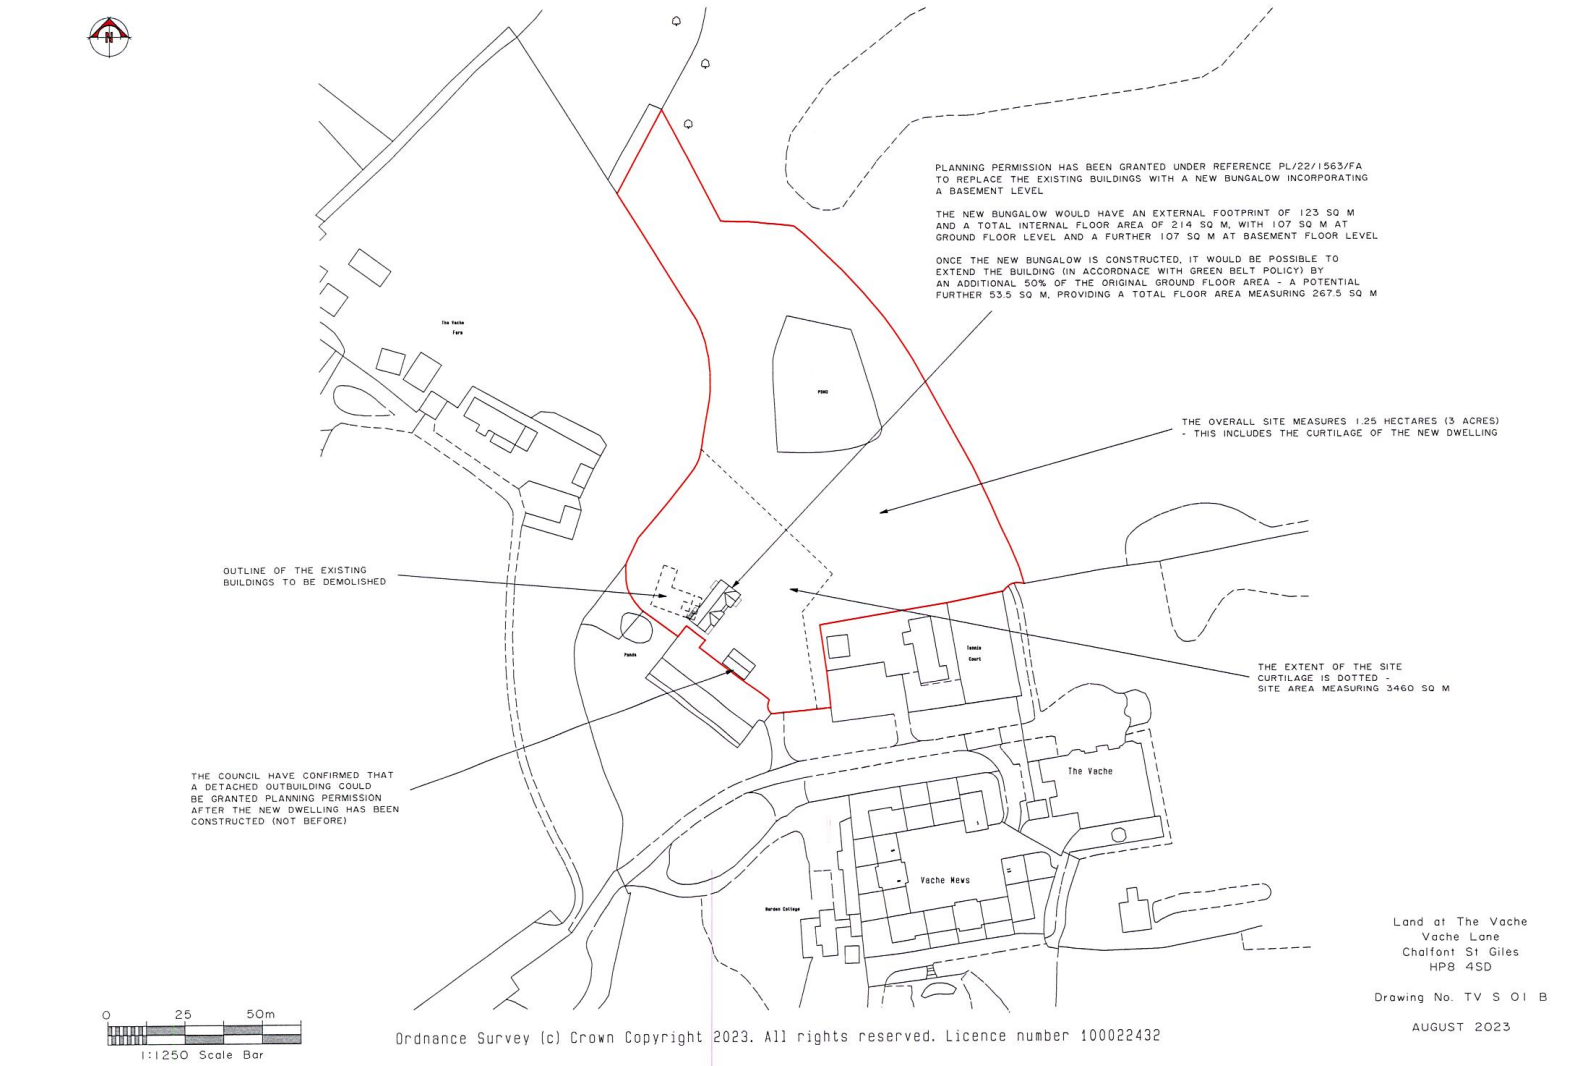 N
PLANNING PERMISSION HAS BEEN GRANTED UNDER REFERENCE PL/22/1563/FA
TO REPLACE THE EXISTING BUILDINGS WITH A NEW BUNGALOW INCORPORATING
A BASEMENT LEVEL
THE NEW BUNGALOW WOULD HAVE AN EXTERNAL FOOTPRINT OF 123 SQ M
AND A TOTAL INTERNAL FLOOR AREA OF 214 SQ M, WITH 107 SQ M AT
GROUND FLOOR LEVEL AND A FURTHER 107 SQ M AT BASEMENT FLOOR LEVEL
ONCE THE NEW BUNGALOW IS CONSTRUCTED, IT WOULD BE POSSIBLE TO
EXTEND THE BUILDING (IN ACCORDNACE WITH GREEN BELT POLICY) BY
AN ADDITIONAL 50% OF THE ORIGINAL GROUND FLOOR AREA - A POTENTIAL
FURTHER 53.5 SQ M, PROVIDING A TOTAL FLOOR AREA MEASURING 267.5 SQ M
The Vache
Farm
POND
THE OVERALL SITE MEASURES 1.25 HECTARES (3 ACRES)
- THIS INCLUDES THE CURTILAGE OF THE NEW DWELLING
OUTLINE OF THE EXISTING
BUILDINGS TO BE DEMOLISHED
Ponds
Tennis
Court
THE EXTENT OF THE SITE
CURTILAGE IS DOTTED -
SITE AREA MEASURING 3460 SQ M
THE COUNCIL HAVE CONFIRMED THAT
A DETACHED OUTBUILDING COULD
BE GRANTED PLANNING PERMISSION
AFTER THE NEW DWELLING HAS BEEN
CONSTRUCTED (NOT BEFORE)
The Vache
Vache Mews
Garden Cottage
Land at The Vache
Vache Lane
Chalfont St Giles
HP8 4SD
Drawing No. TV S 01 B
AUGUST 2023
0 25 50m
1:1250 Scale Bar
Ordnance Survey (c) Crown Copyright 2023. All rights reserved. Licence number 100022432